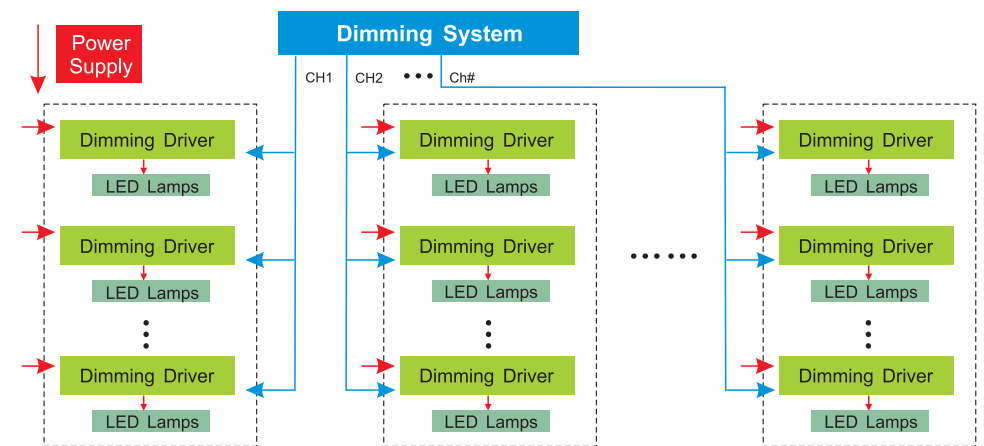 Dimming System
Power
Supply
CH1 CH2 ••• Ch#
Dimming Driver
LED Lamps
Dimming Driver
LED Lamps
Dimming Driver
LED Lamps
Dimming Driver
LED Lamps
Dimming Driver
LED Lamps
Dimming Driver
LED Lamps
Dimming Driver
LED Lamps
Dimming Driver
LED Lamps
Dimming Driver
LED Lamps